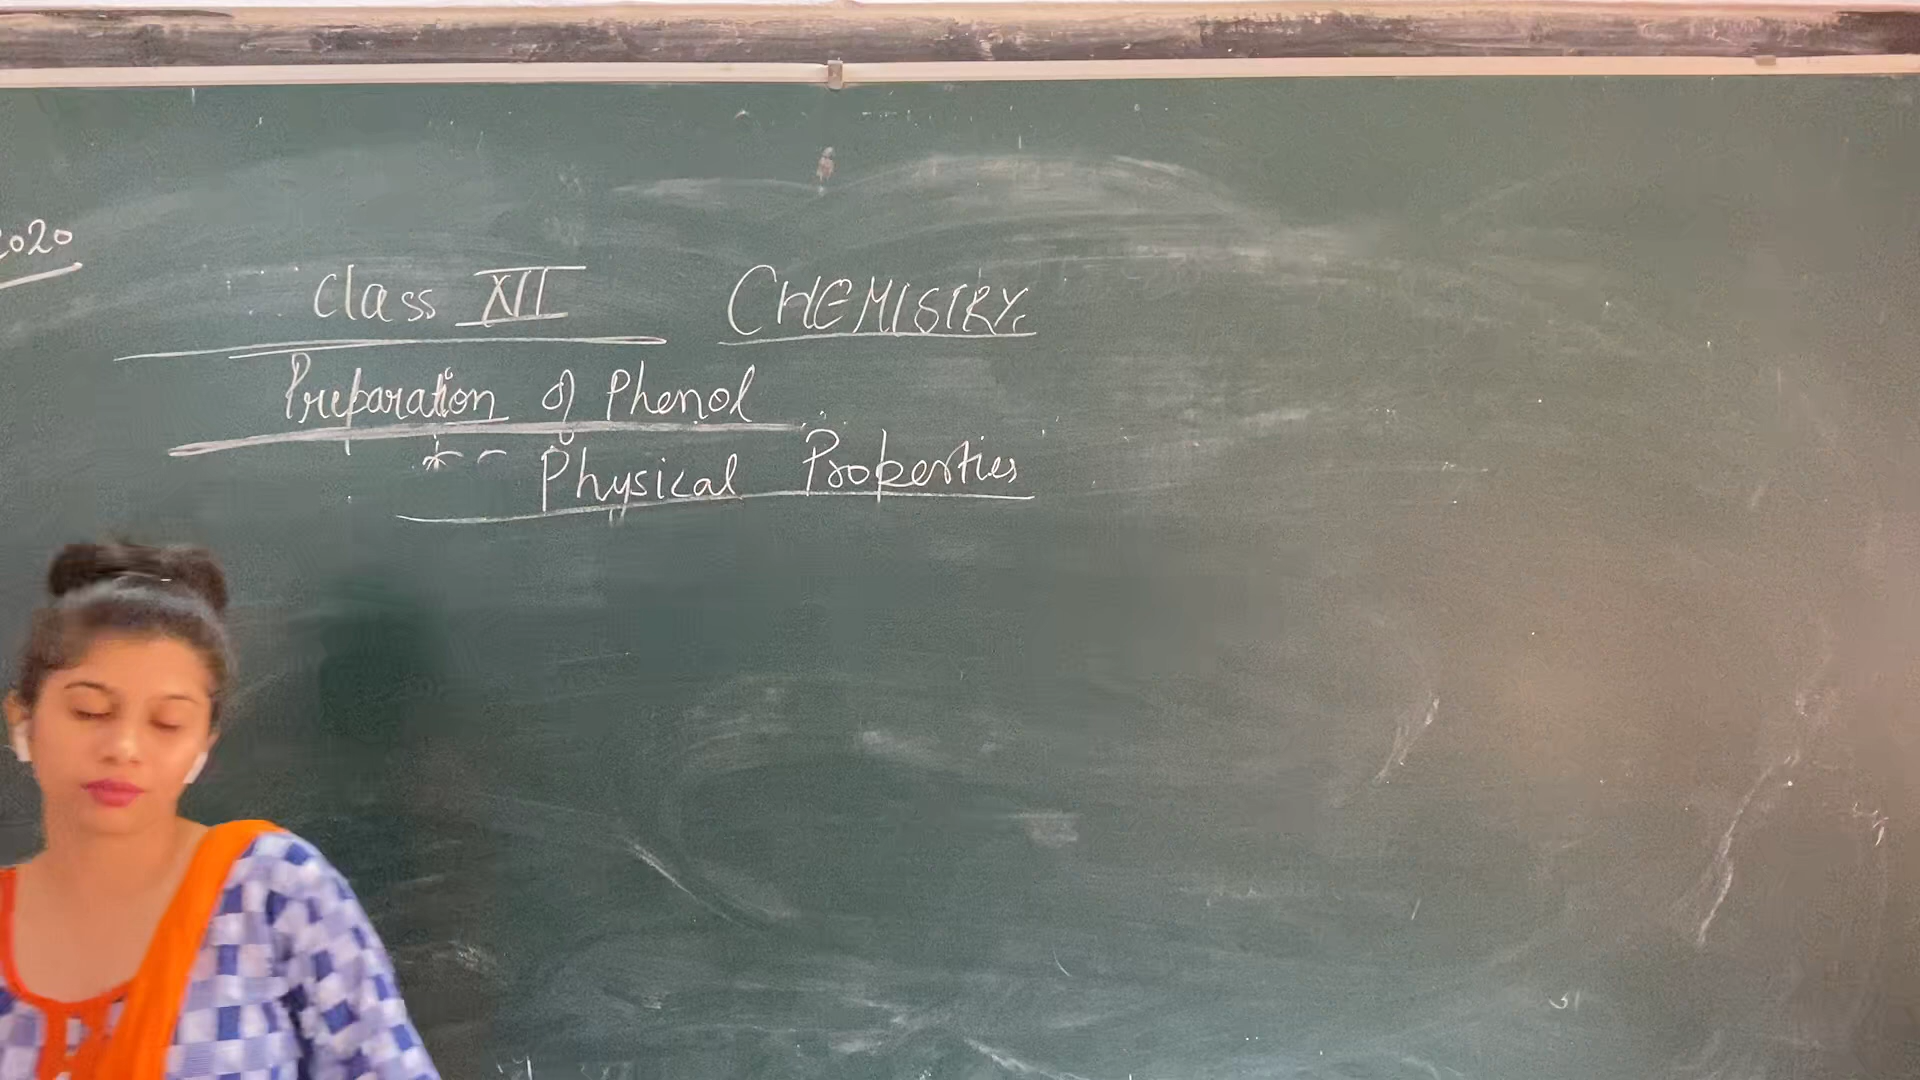 2020
Class XII CHEMISTRY.
Preparation of Phenol
Physical Properties